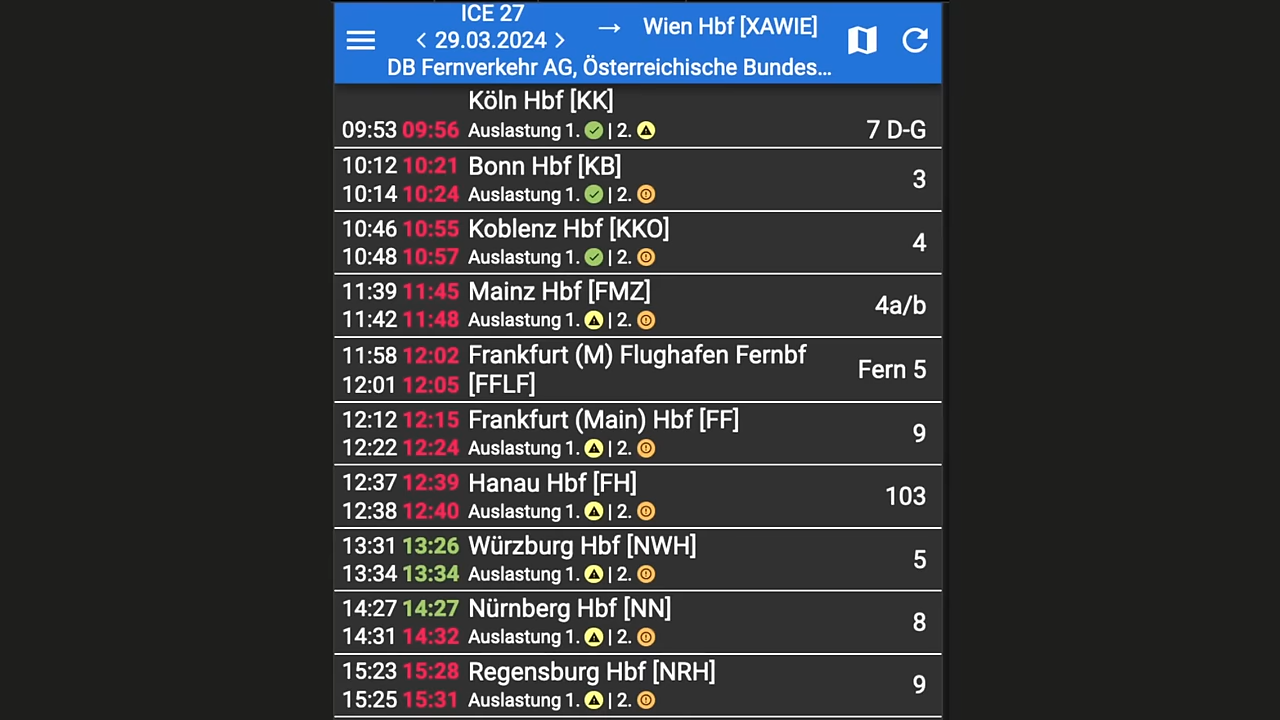 ICE 27
< 29.03.2024 >
→ Wien Hbf [XAWIE]
DB Fernverkehr AG, Österreichische Bundes...
Köln Hbf [KK]
09:53 09:56 Auslastung 1. | 2. 7 D-G
10:12 10:21 Bonn Hbf [KB]
3
10:14 10:24 Auslastung 1. | 2.
10:46 10:55 Koblenz Hbf [KKO]
4
10:48 10:57 Auslastung 1. | 2.
11:39 11:45 Mainz Hbf [FMZ]
4a/b
11:42 11:48 Auslastung 1. | 2.
11:58 12:02 Frankfurt (M) Flughafen Fernbf
Fern 5
12:01 12:05 [FFLF]
12:12 12:15 Frankfurt (Main) Hbf [FF]
9
12:22 12:24 Auslastung 1. | 2.
12:37 12:39 Hanau Hbf [FH]
103
12:38 12:40 Auslastung 1. | 2.
13:31 13:26 Würzburg Hbf [NWH]
5
13:34 13:34 Auslastung 1. | 2.
14:27 14:27 Nürnberg Hbf [NN]
8
14:31 14:32 Auslastung 1. | 2.
15:23 15:28 Regensburg Hbf [NRH]
9
15:25 15:31 Auslastung 1. | 2.